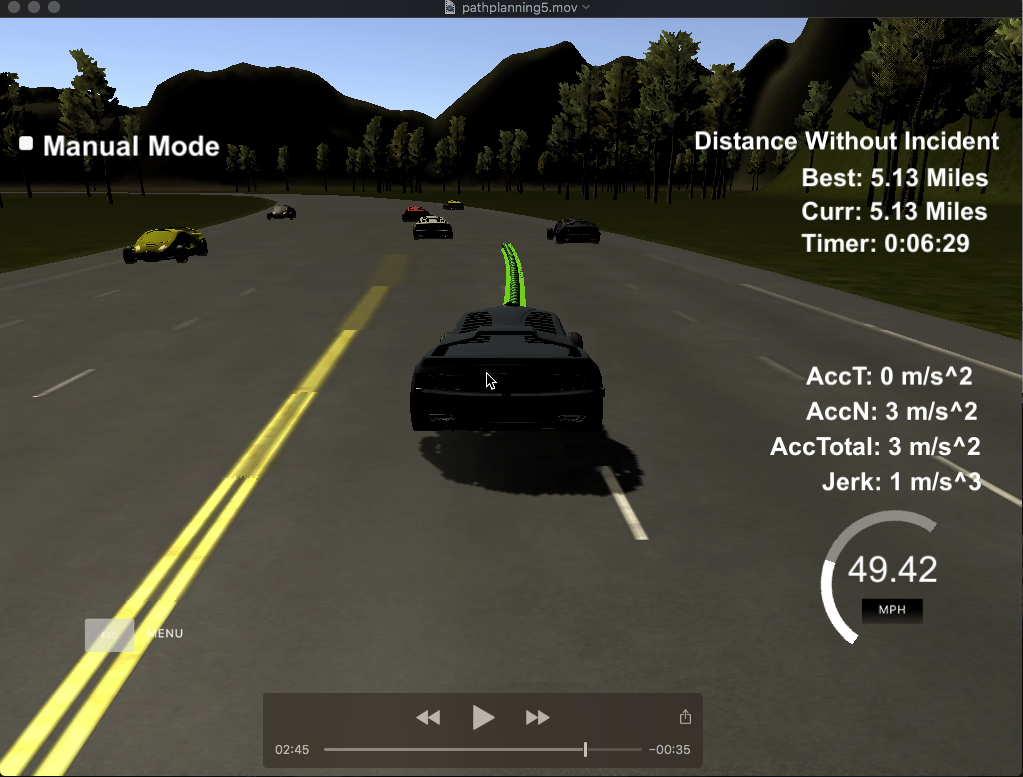 pathplanning5.mov
Manual Mode
Distance Without Incident
Best: 5.13 Miles
Curr: 5.13 Miles
Timer: 0:06:29
AccT: 0 m/s^2
AccN: 3 m/s^2
AccTotal: 3 m/s^2
Jerk: 1 m/s^3
49.42
MPH
MENU
02:45
−00:35